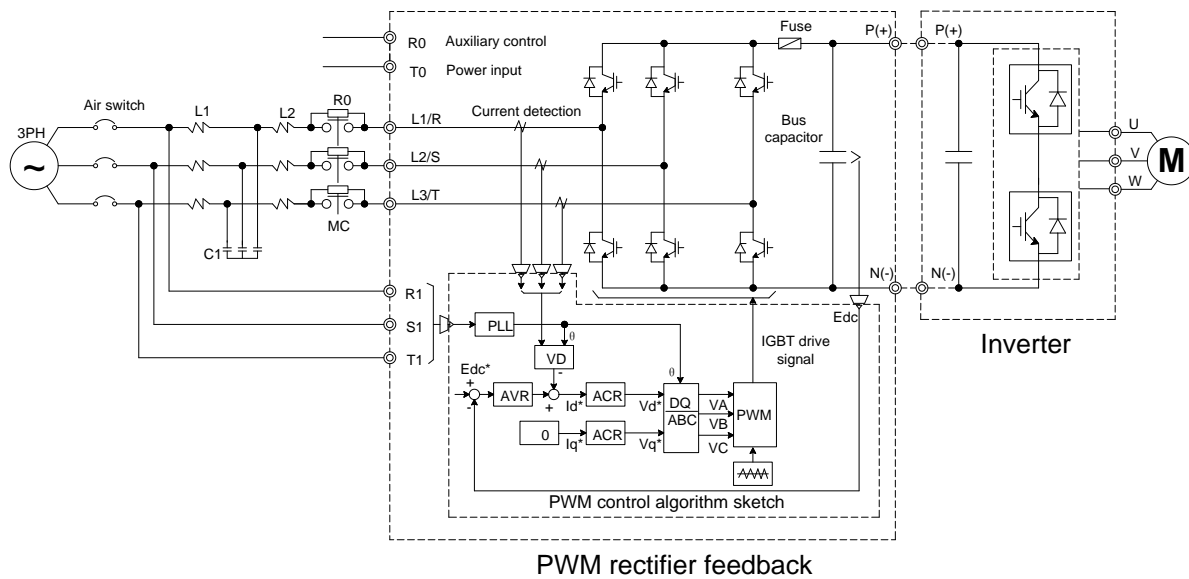 R0 Auxiliary control
T0 Power input
Fuse
P(+)
P(+)
Air switch
L1
L2
R0
Current detection
Bus
capacitor
3PH
~
L1/R
L2/S
L3/T
MC
C1
U
V
W
M
N(-)
N(-)
R1
S1
T1
PLL
θ
VD
-
Edc
IGBT drive
signal
Inverter
Edc*
+
-
AVR
+
Id*
ACR
Vd*
θ
DQ
ABC
VA
VB
VC
PWM
0
Iq*
ACR
Vq*
PWM control algorithm sketch
PWM rectifier feedback